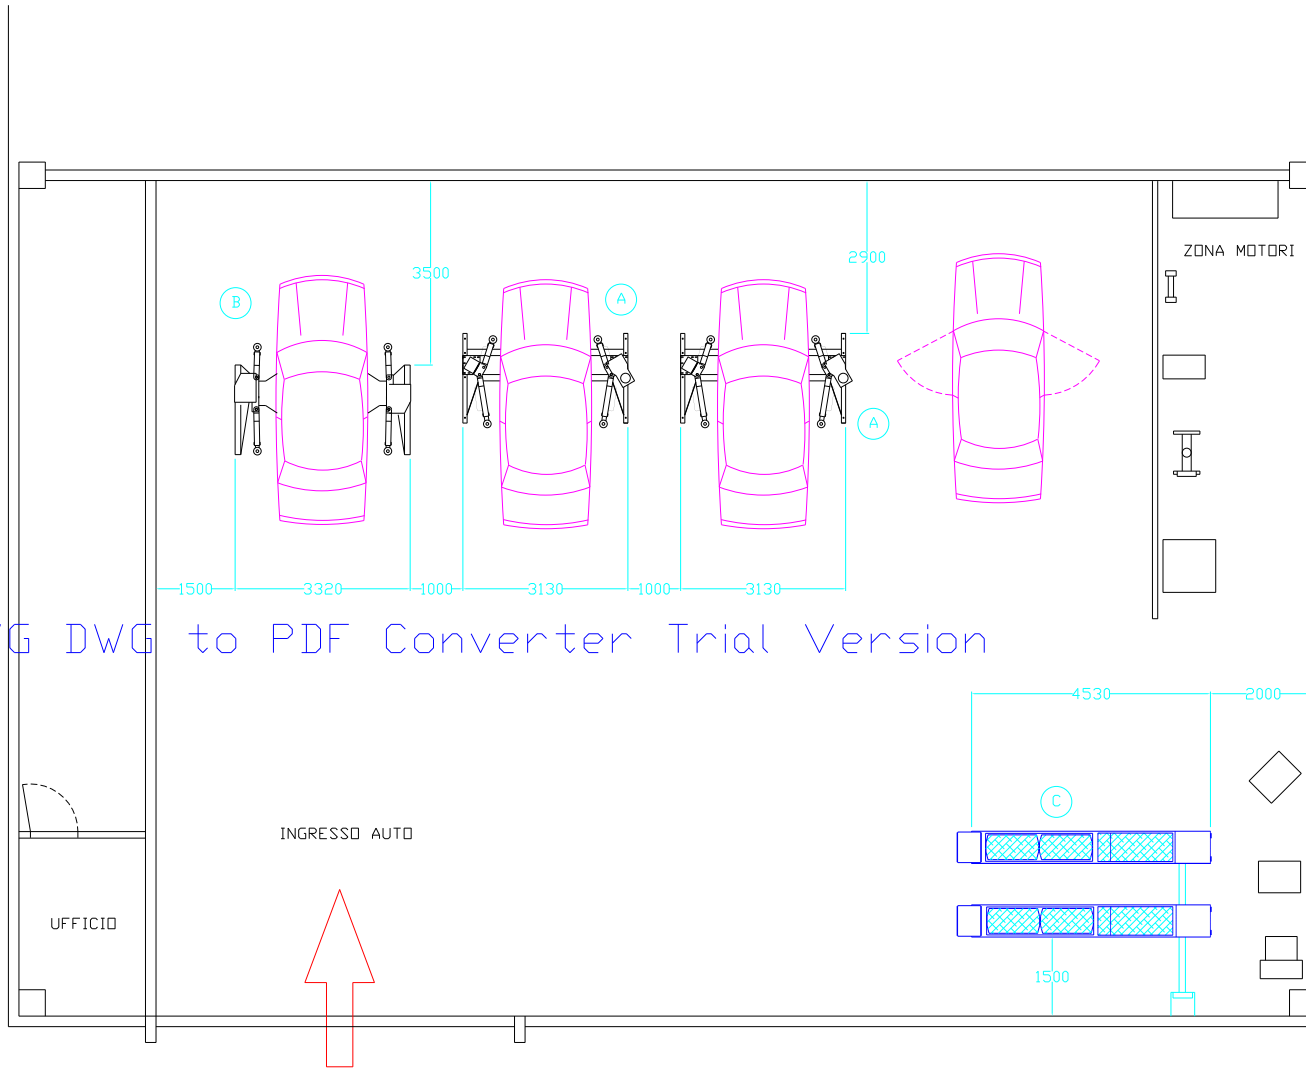 ZONA MOTORI
2900
3500
B
A
A
1500
3320
1000
3130
1000
3130
G DWG to PDF Converter Trial Version
4530
2000
C
INGRESSO AUTO
UFFICIO
1500